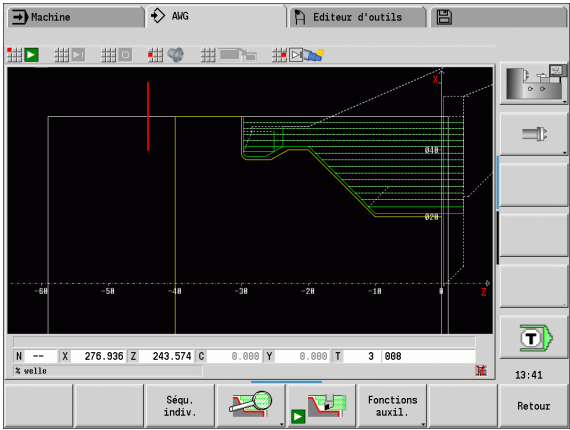 Machine AWG Editeur d'outils
X
040
020
-60 -50 -40 -30 -20 -10 0 Z
N -- X 276.936 Z 243.574 C 0.000 Y 0.000 T 3 008
% welle
T
13:41
Séqu. indiv.
Fonctions auxil.
Retour